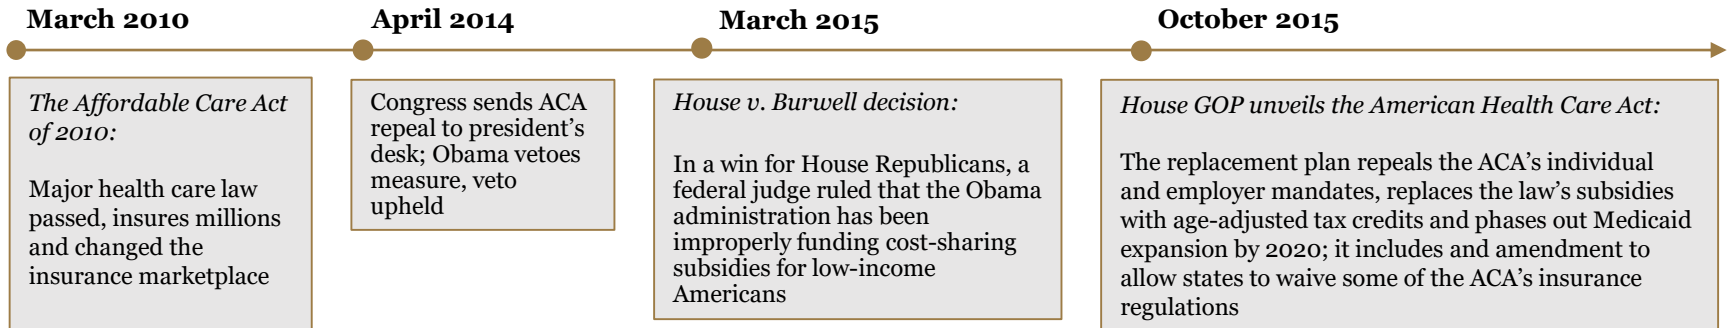 March 2010
April 2014
March 2015
October 2015
The Affordable Care Act
of 2010:
Major health care law
passed, insures millions
and changed the
insurance marketplace
Congress sends ACA
repeal to president’s
desk; Obama vetoes
measure, veto
upheld
House v. Burwell decision:
In a win for House Republicans, a
federal judge ruled that the Obama
administration has been
improperly funding cost-sharing
subsidies for low-income
Americans
House GOP unveils the American Health Care Act:
The replacement plan repeals the ACA’s individual
and employer mandates, replaces the law’s subsidies
with age-adjusted tax credits and phases out Medicaid
expansion by 2020; it includes and amendment to
allow states to waive some of the ACA’s insurance
regulations